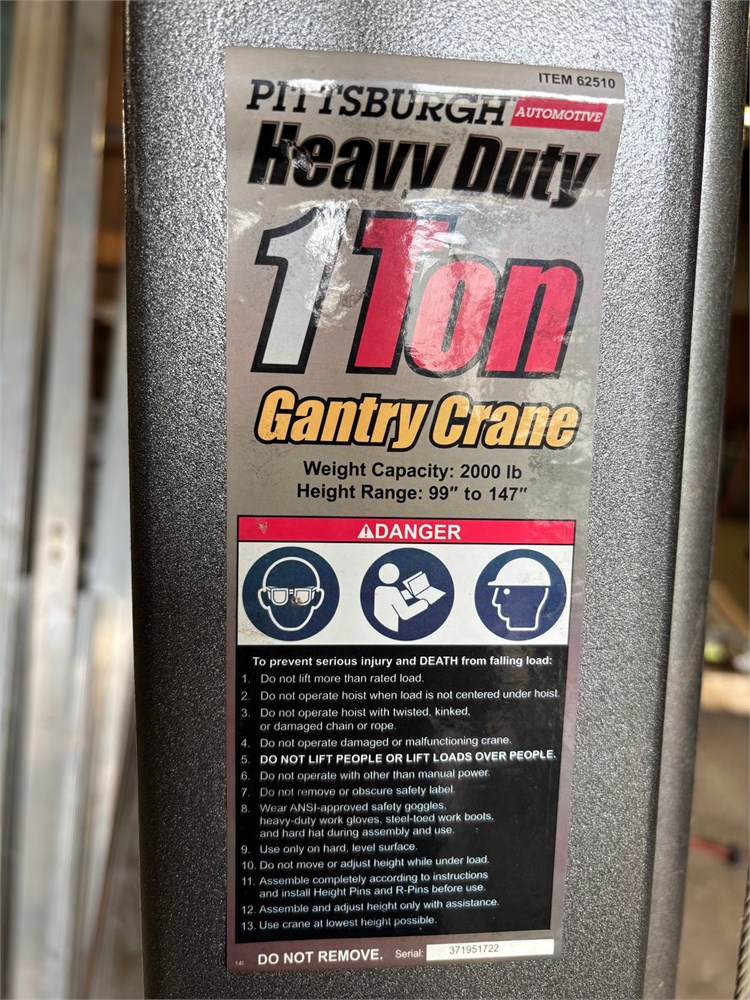 ITEM 62510
PITTSBURGH AUTOMOTIVE
Heavy Duty
1 Ton
Gantry Crane
Weight Capacity: 2000 lb
Height Range: 99" to 147"
⚠DANGER
To prevent serious injury and DEATH from falling load:
1. Do not lift more than rated load.
2. Do not operate hoist when load is not centered under hoist.
3. Do not operate hoist with twisted, kinked,
or damaged chain or rope.
4. Do not operate damaged or malfunctioning crane.
5. DO NOT LIFT PEOPLE OR LIFT LOADS OVER PEOPLE.
6. Do not operate with other than manual power.
7. Do not remove or obscure safety label.
8. Wear ANSI-approved safety goggles,
heavy-duty work gloves, steel-toed work boots,
and hard hat during assembly and use.
9. Use only on hard, level surface.
10. Do not move or adjust height while under load.
11. Assemble completely according to instructions
and install Height Pins and R-Pins before use.
12. Assemble and adjust height only with assistance.
13. Use crane at lowest height possible.
DO NOT REMOVE. Serial: 371951722